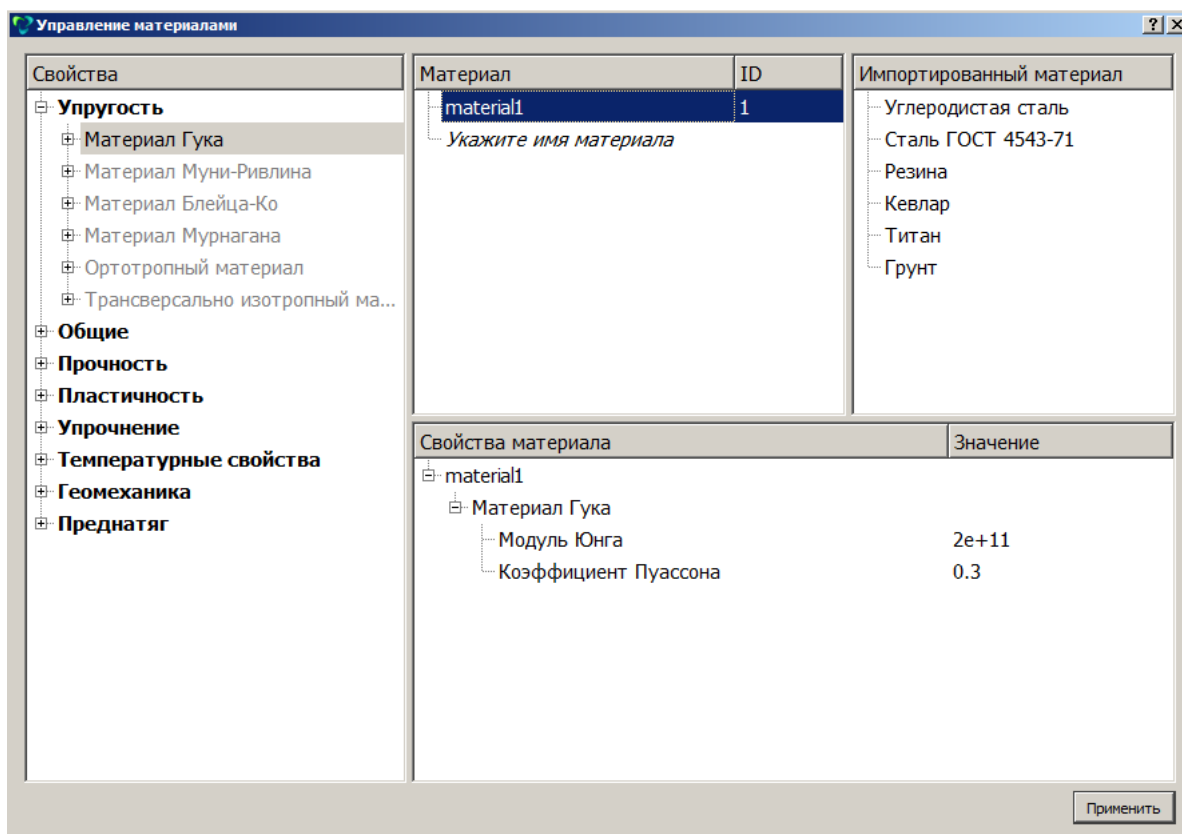 Управление материалами
Свойства
Упругость
Материал Гука
Материал Муни-Ривлина
Материал Блейца-Ко
Материал Мурнагана
Ортотропный материал
Трансверсально изотропный ма...
Общие
Прочность
Пластичность
Упрочнение
Температурные свойства
Геомеханика
Преднатяг
Материал ID
material1 1
Укажите имя материала
Импортированный материал
Углеродистая сталь
Сталь ГОСТ 4543-71
Резина
Кевлар
Титан
Грунт
Свойства материала Значение
material1
Материал Гука
Модуль Юнга 2e+11
Коэффициент Пуассона 0.3
Применить